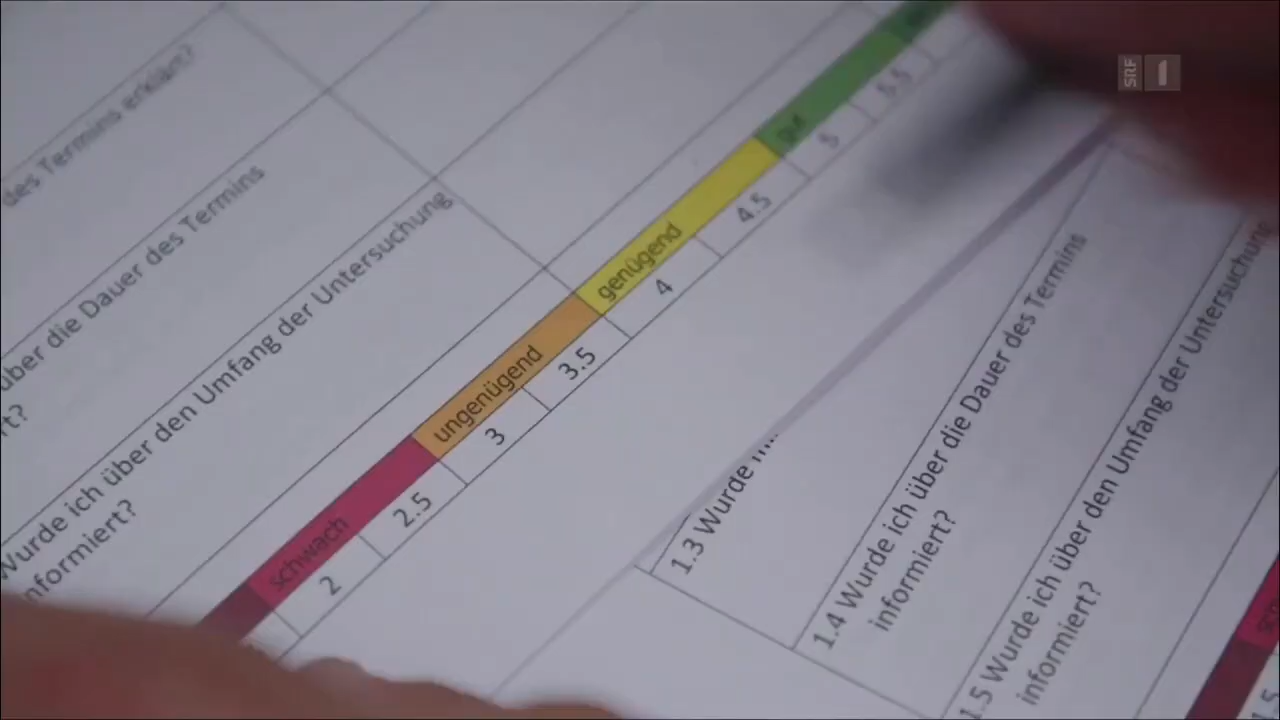 SRF 1
des Termins erklärt?
über die Dauer des Termins
rt?
Wurde ich über den Umfang der Untersuchung
informiert?
schwach ungenügend genügend gut
2 2.5 3 3.5 4 4.5 5 5.5
1.3 Wurde
1.4 Wurde ich über die Dauer des Termins
informiert?
1.5 Wurde ich über den Umfang der Untersuchung
informiert?
1.5